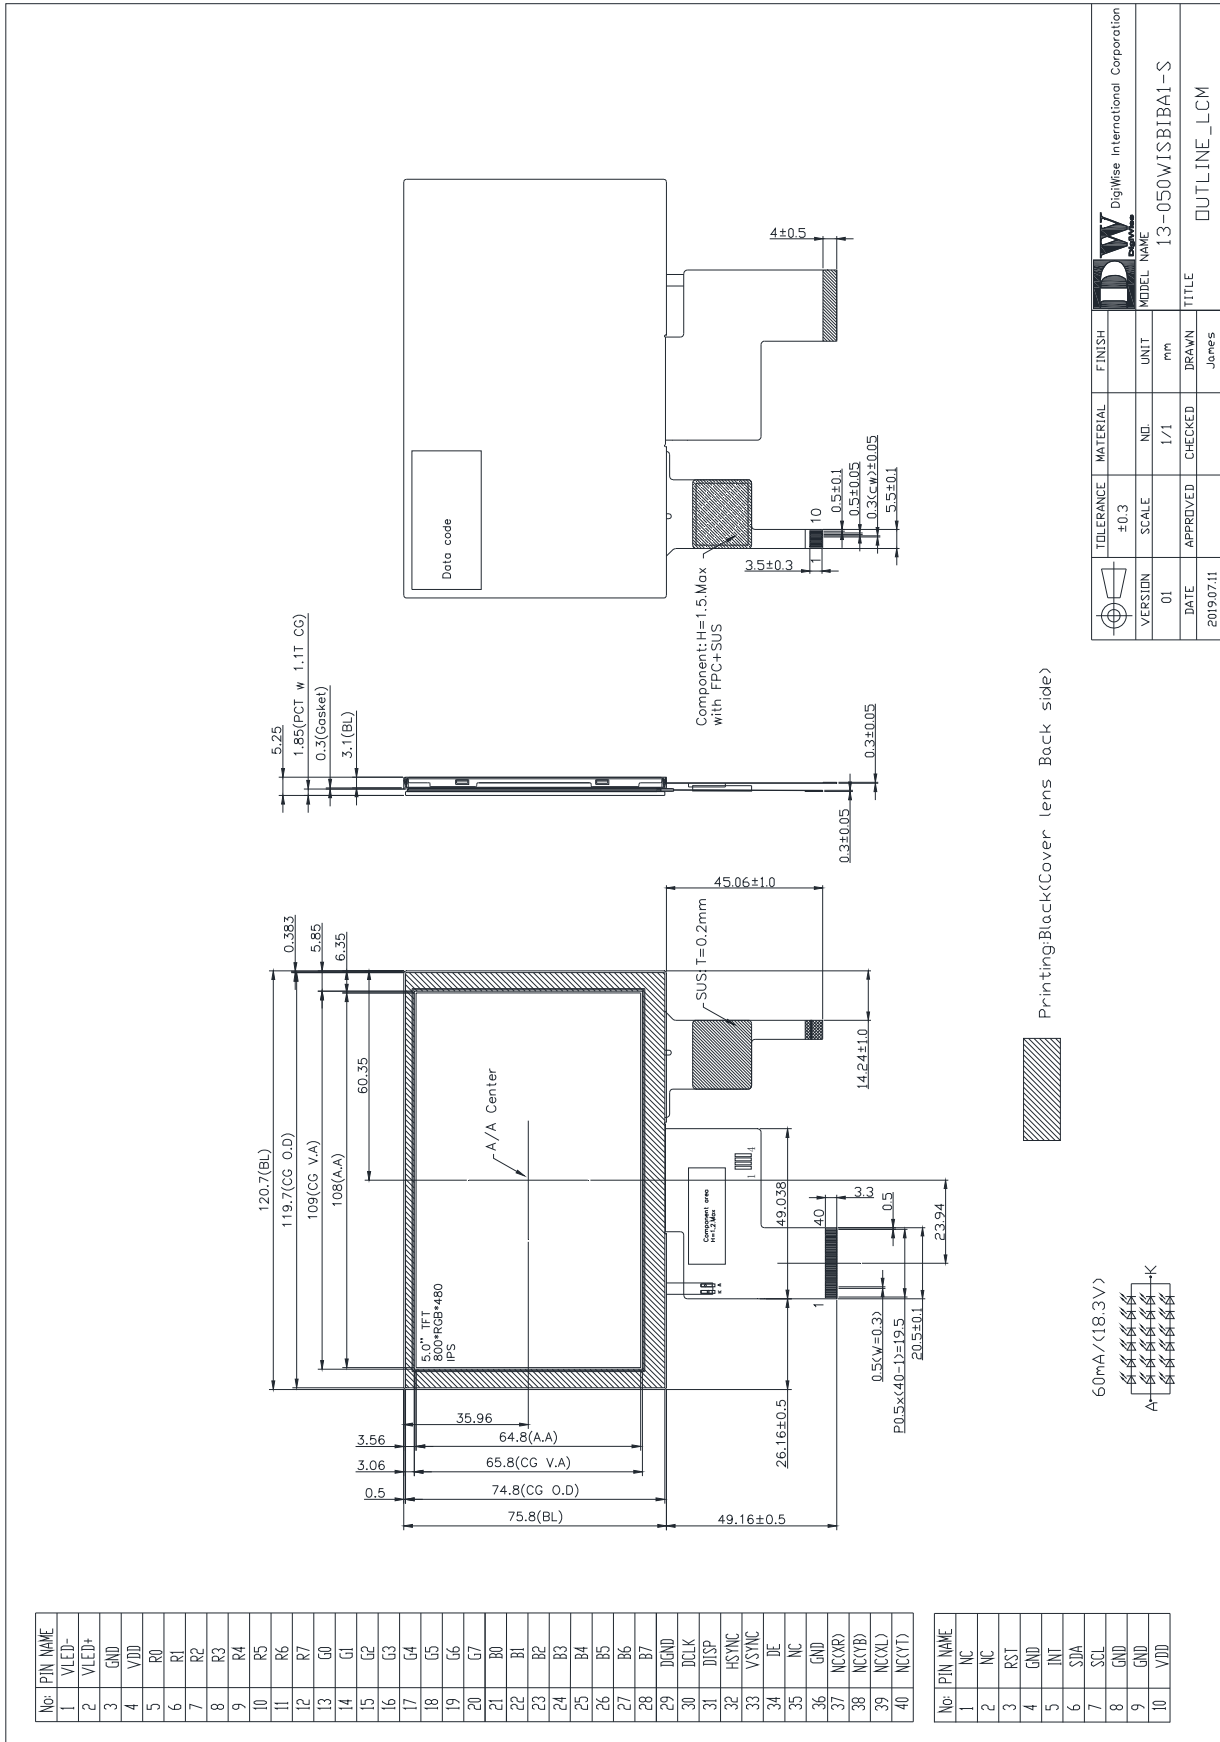 No: PIN NAME
1 VLED-
2 VLED+
3 GND
4 VDD
5 R0
6 R1
7 R2
8 R3
9 R4
10 R5
11 R6
12 R7
13 G0
14 G1
15 G2
16 G3
17 G4
18 G5
19 G6
20 G7
21 B0
22 B1
23 B2
24 B3
25 B4
26 B5
27 B6
28 B7
29 DGND
30 DCLK
31 DISP
32 HSYNC
33 VSYNC
34 DE
35 NC
36 GND
37 NC(XR)
38 NC(YB)
39 NC(XL)
40 NC(YT)
No: PIN NAME
1 NC
2 NC
3 RST
4 GND
5 INT
6 SDA
7 SCL
8 GND
9 GND
10 VDD
120.7(BL)
119.7(CG O.D)
109(CG V.A)
108(A.A)
60.35
0.383
5.85
6.35
A/A Center
5.0" TFT
800*RGB*480
IPS
35.96
3.56
64.8(A.A)
3.06
65.8(CG V.A)
0.5
74.8(CG O.D)
75.8(BL)
49.16±0.5
45.06±1.0
SUS:T=0.2mm
14.24±1.0
Component area
H=1.2Max
1
4
K
A
49.038
26.16±0.5
1
40
3.3
0.5
23.94
0.5(W=0.3)
P0.5x(40-1)=19.5
20.5±0.1
60mA/(18.3V)
A
K
5.25
1.85(PCT w 1.1T CG)
0.3(Gasket)
3.1(BL)
0.3±0.05
0.3±0.05
Data code
4±0.5
Component:H=1.5.Max
with FPC+SUS
3.5±0.3
1
10
0.5±0.1
0.5±0.05
0.3(cw)±0.05
5.5±0.1
Printing:Black(Cover lens Back side)
TOLERANCE
±0.3
MATERIAL
FINISH
DW
DigiWise
DigiWise International Corporation
VERSION
01
SCALE
NO.
1/1
UNIT
mm
MODEL NAME
13-050WISBIBA1-S
DATE
2019.07.11
APPROVED
CHECKED
DRAWN
James
TITLE
OUTLINE_LCM